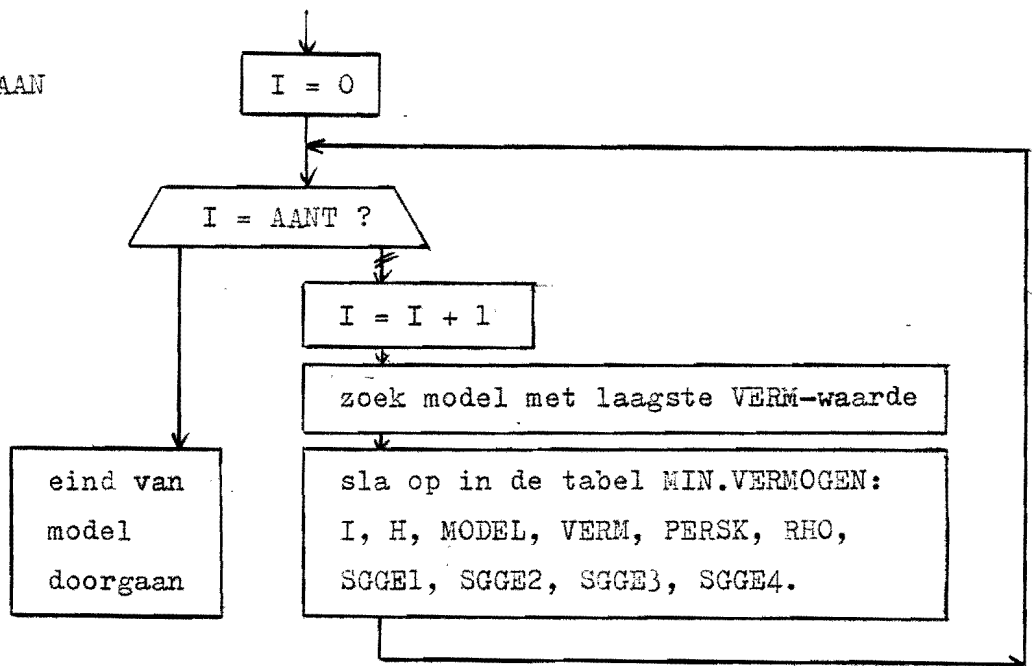 I = 0
I = AANT ?
I = I + 1
zoek model met laagste VERM-waarde
eind van
model
doorgaan
sla op in de tabel MIN.VERMOGEN:
I, H, MODEL, VERM, PERSK, RHO,
SGGE1, SGGE2, SGGE3, SGGE4.